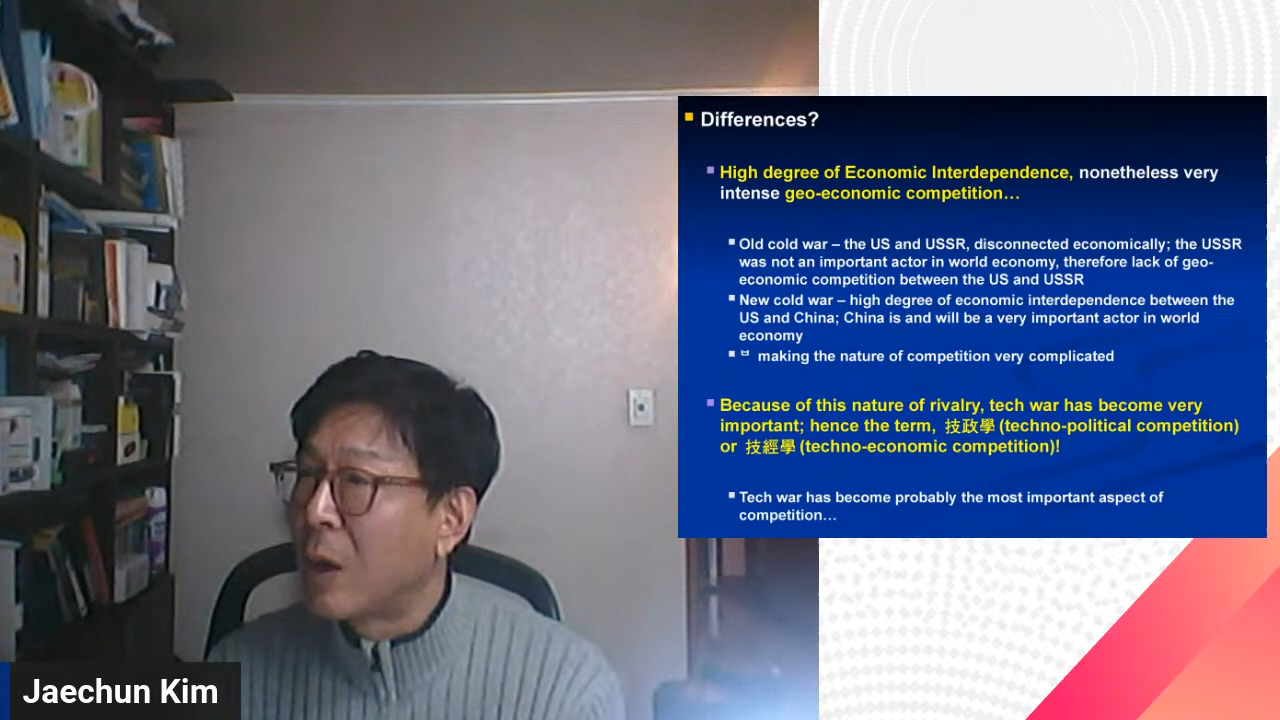 Differences?
High degree of Economic Interdependence, nonetheless very
intense geo-economic competition…
Old cold war – the US and USSR, disconnected economically; the USSR
was not an important actor in world economy, therefore lack of geo-
economic competition between the US and USSR
New cold war – high degree of economic interdependence between the
US and China; China is and will be a very important actor in world
economy
making the nature of competition very complicated
Because of this nature of rivalry, tech war has become very
important; hence the term, 技政學 (techno-political competition)
or 技經學 (techno-economic competition)!
Tech war has become probably the most important aspect of
competition…
Jaechun Kim